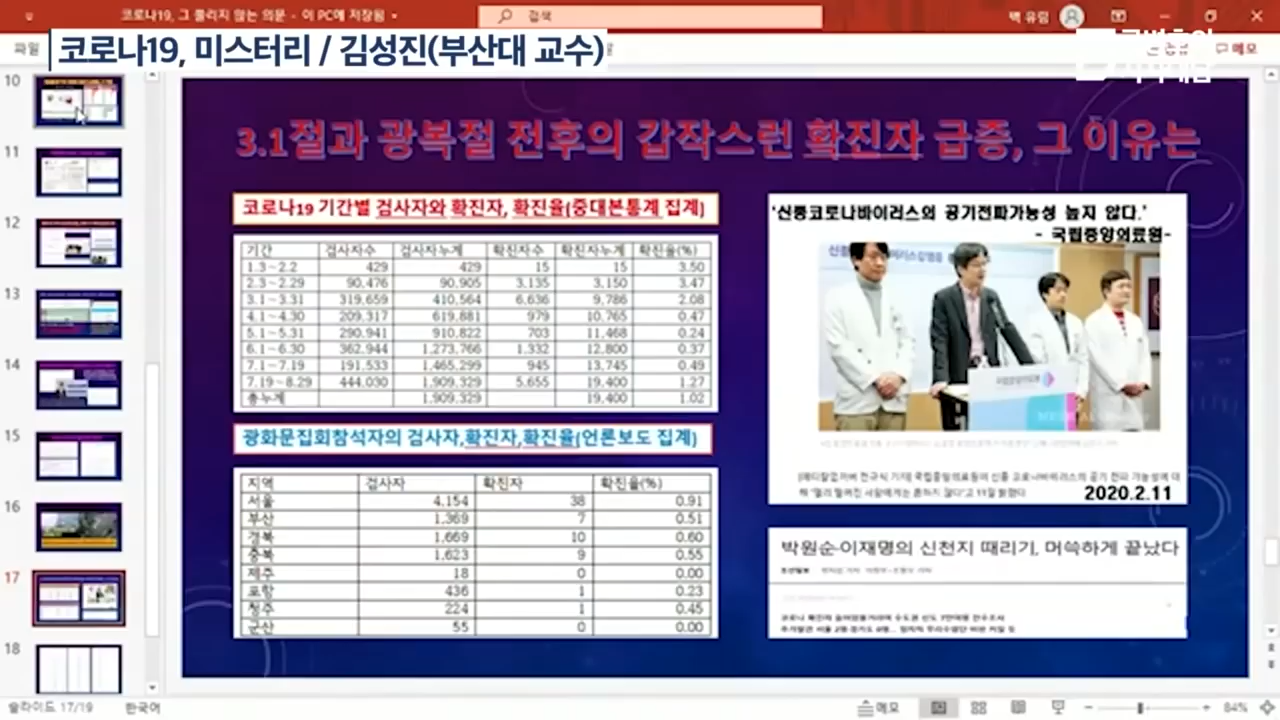 코로나19, 그 풀리지 않는 의문 - 이 PC에 저장됨
검색
백 유림
파일
코로나19, 미스터리 / 김성진(부산대 교수)
메모
10
11
12
13
14
15
16
17
18
3.1절과 광복절 전후의 갑작스런 확진자 급증, 그 이유는
코로나19 기간별 검사자와 확진자, 확진율(중대본통계 집계)
기간 검사자수 검사자누계 확진자수 확진자누계 확진율(%)
1.3~2.2 429 429 15 15 3.50
2.3~2.29 90,476 90,905 3,135 3,150 3.47
3.1~3.31 319,659 410,564 6,636 9,786 2.08
4.1~4.30 209,317 619,881 979 10,765 0.47
5.1~5.31 290,941 910,822 703 11,468 0.24
6.1~6.30 362,944 1,273,766 1,332 12,800 0.37
7.1~7.19 191,533 1,465,299 945 13,745 0.49
7.19~8.29 444,030 1,909,329 5,655 19,400 1.27
총누계 1,909,329 19,400 1.02
광화문집회참석자의 검사자,확진자,확진율(언론보도 집계)
지역 검사자 확진자 확진율(%)
서울 4,154 38 0.91
부산 1,369 7 0.51
경북 1,669 10 0.60
충북 1,623 9 0.55
제주 18 0 0.00
포항 436 1 0.23
청주 224 1 0.45
군산 55 0 0.00
'신종코로나바이러스의 공기전파가능성 높지 않다.'
- 국립중앙의료원-
2020.2.11
박원순·이재명의 신천지 때리기, 머쓱하게 끝났다
조선일보
슬라이드 17/19
한국어
메모
84%